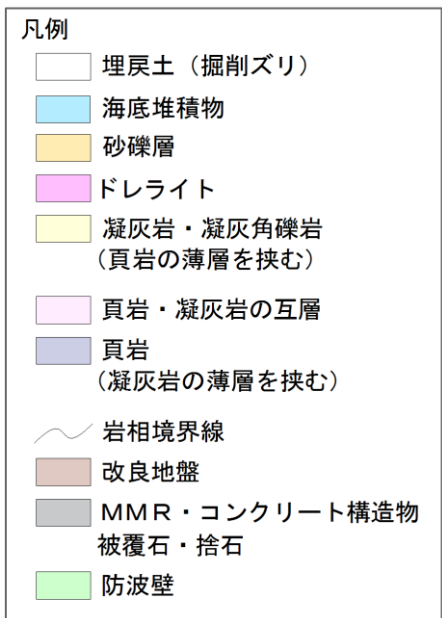 凡例
埋戻土（掘削ズリ）
海底堆積物
砂礫層
ドレライト
凝灰岩・凝灰角礫岩
(頁岩の薄層を挟む)
頁岩・凝灰岩の互層
頁岩
(凝灰岩の薄層を挟む)
岩相境界線
改良地盤
ＭＭＲ・コンクリート構造物
被覆石・捨石
防波壁